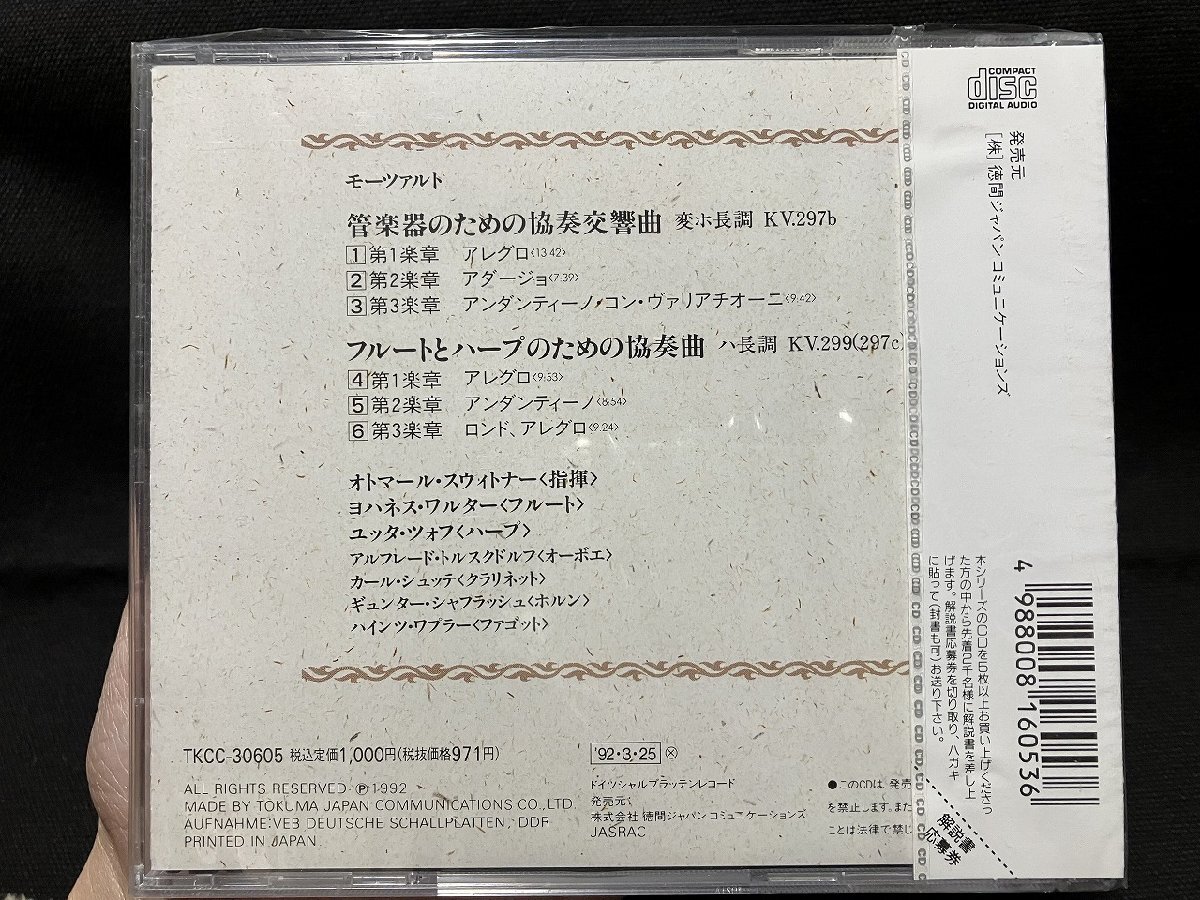 モーツァルト
管楽器のための協奏交響曲 変ホ長調 KV.297b
1 第1楽章 アレグロ〈13:42〉
2 第2楽章 アダージョ〈7:39〉
3 第3楽章 アンダンティーノ・コン・ヴァリアチオーニ〈9:42〉
フルートとハープのための協奏曲 ハ長調 KV.299(297c)
4 第1楽章 アレグロ〈9:53〉
5 第2楽章 アンダンティーノ〈8:54〉
6 第3楽章 ロンド、アレグロ〈9:24〉
オトマール・スウィトナー〈指揮〉
ヨハネス・ワルター〈フルート〉
ユッタ・ツォフ〈ハープ〉
アルフレード・トルスクドルフ〈オーボエ〉
カール・シュッテ〈クラリネット〉
ギュンター・シャフラッシュ〈ホルン〉
ハインツ・ワプラー〈ファゴット〉
TKCC-30605 税込定価1,000円(税抜価格971円)
'92・3・25 Ⓧ
ALL RIGHTS RESERVED Ⓟ1992
MADE BY TOKUMA JAPAN COMMUNICATIONS CO., LTD.
AUFNAHME:VEB DEUTSCHE SCHALLPLATTEN, DDR
PRINTED IN JAPAN
ドイツシャルプラッテンレコード
発売元:
株式会社 徳間ジャパンコミュニケーションズ
JASRAC
●このCDは、発売
を禁止します。また
ことは法律で禁じ
COMPACT
disc
DIGITAL AUDIO
発売元
[株]徳間ジャパンコミュニケーションズ
本シリーズのCDを5枚以上お買い上げくださっ
た方の中から先着2千名様に解説書を差し上
げます。解説書応募券を切り取り、ハガキ
に貼って(封書も可)お送り下さい。
4 988008 160536
解説書
応募券